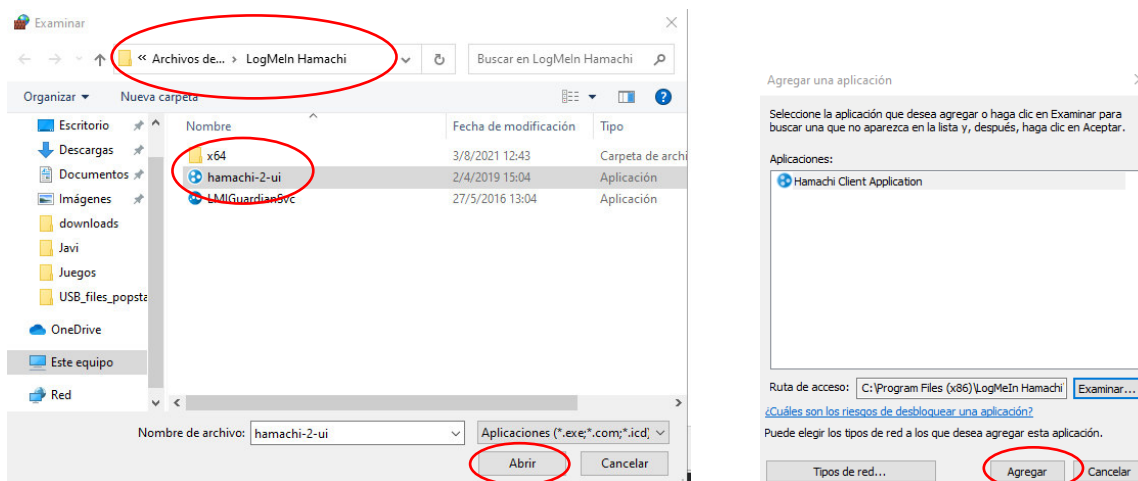 Examinar
« Archivos de... › LogMeIn Hamachi
Buscar en LogMeIn Hamachi
Organizar
Nueva carpeta
Nombre
Fecha de modificación
Tipo
Escritorio
Descargas
Documentos
Imágenes
downloads
Javi
Juegos
USB_files_popsta
OneDrive
Este equipo
Red
x64
3/8/2021 12:43
Carpeta de archi
hamachi-2-ui
2/4/2019 15:04
Aplicación
LMIGuardianSvc
27/5/2016 13:04
Aplicación
Nombre de archivo:
hamachi-2-ui
Aplicaciones (*.exe;*.com;*.icd)
Abrir
Cancelar
Agregar una aplicación
Seleccione la aplicación que desea agregar o haga clic en Examinar para
buscar una que no aparezca en la lista y, después, haga clic en Aceptar.
Aplicaciones:
Hamachi Client Application
Ruta de acceso:
C:\Program Files (x86)\LogMeIn Hamachi\
Examinar...
¿Cuáles son los riesgos de desbloquear una aplicación?
Puede elegir los tipos de red a los que desea agregar esta aplicación.
Tipos de red...
Agregar
Cancelar